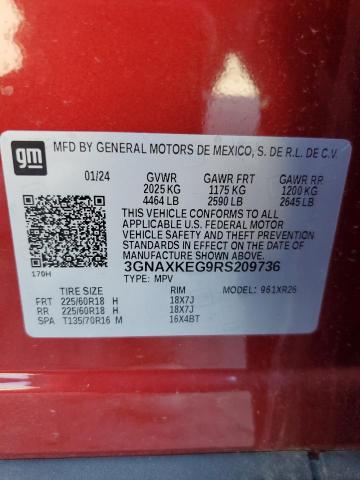 gm
MFD BY GENERAL MOTORS DE MEXICO, S. DE R.L. DE C.V.
01/24 GVWR GAWR FRT GAWR RR
2025 KG 1175 KG 1200 KG
4464 LB 2590 LB 2645 LB
THIS VEHICLE CONFORMS TO ALL
APPLICABLE U.S. FEDERAL MOTOR
VEHICLE SAFETY AND THEFT
PREVENTION STANDARDS IN EFFECT
ON THE DATE OF MANUFACTURE
SHOWN ABOVE.
3GNAXKEG9RS209736
170H TYPE: MPV
TIRE SIZE RIM MODEL: 961XR26
FRT 225/60R18 H 18X7J
RR 225/60R18 H 18X7J
SPA T135/70R16 M 16X4BT